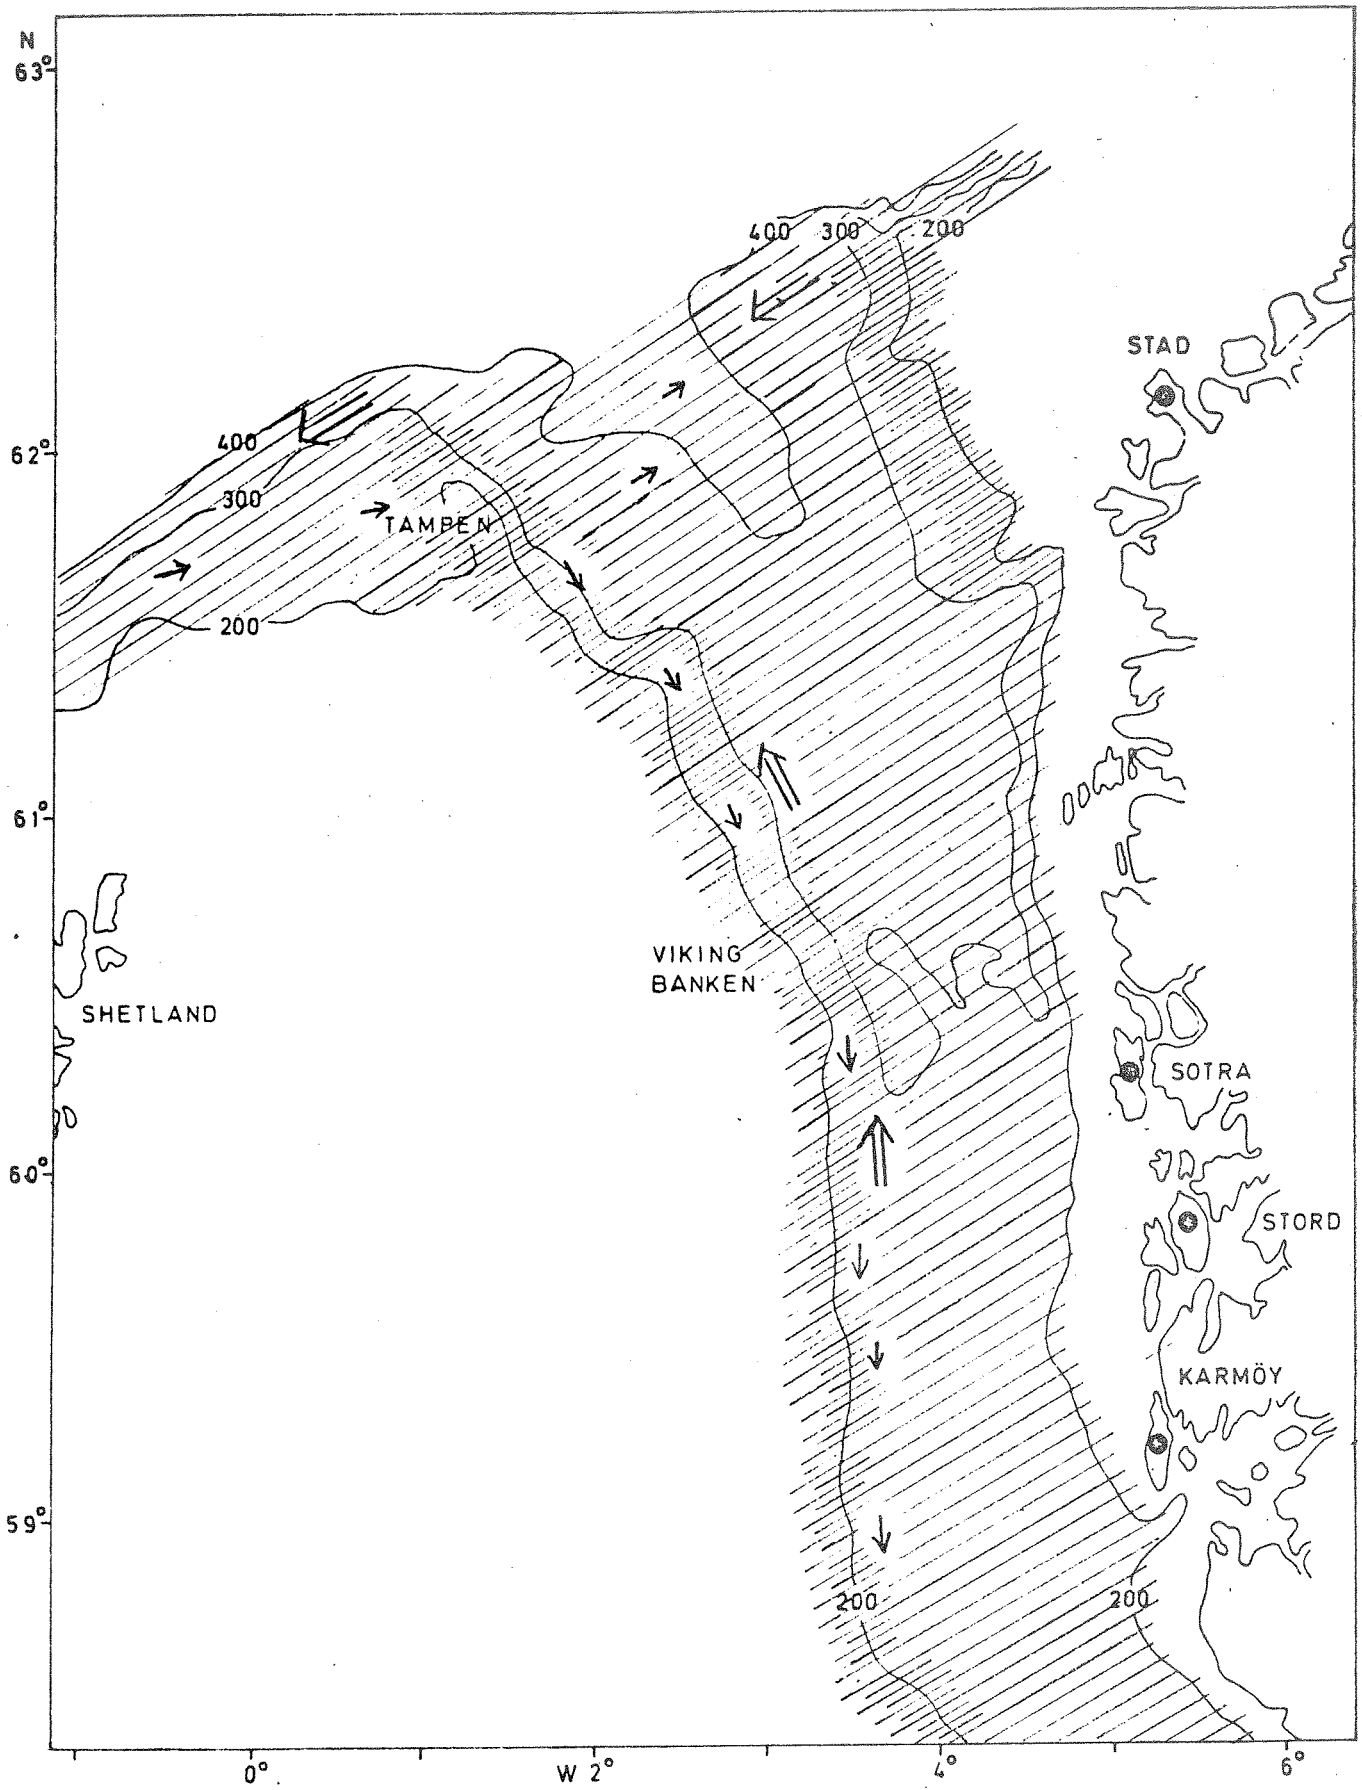 N
63°
400 300 200
STAD
400
62°
300
TAMPEN
200
61°
VIKING
BANKEN
SHETLAND
SOTRA
60°
STORD
KARMÖY
59°
200 200
0° W 2° 4° 6°